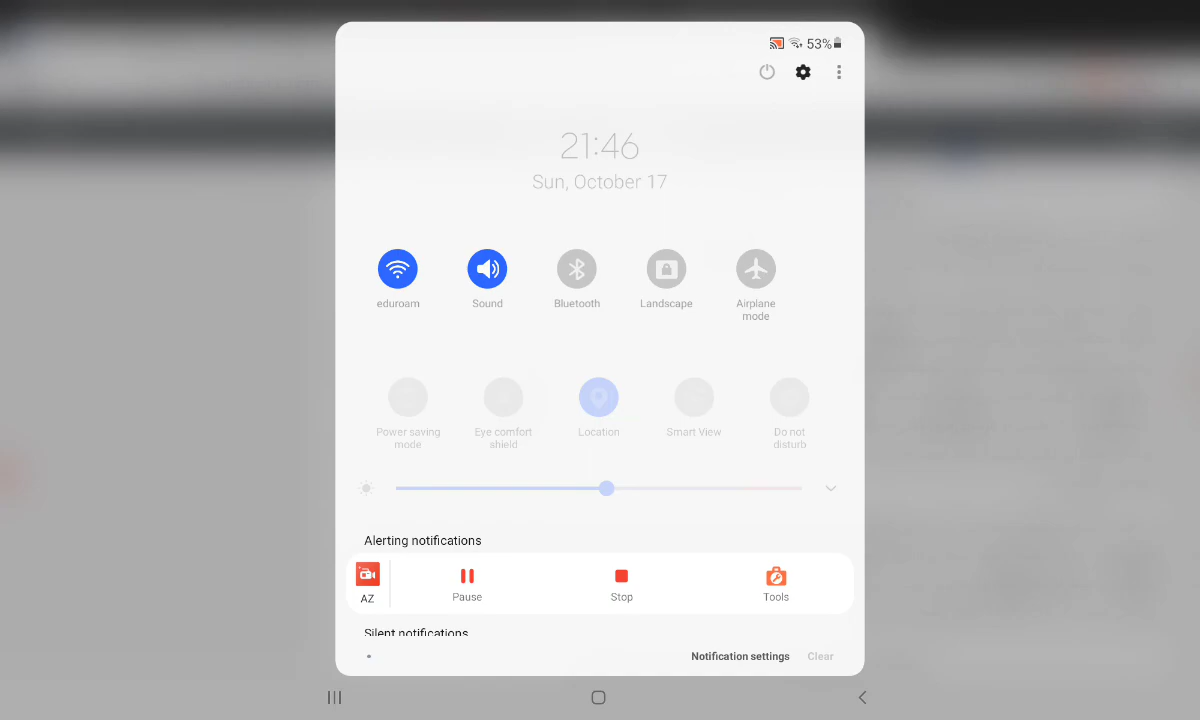 53%
21:46
Sun, October 17
eduroam
Sound
Bluetooth
Landscape
Airplane
mode
Power saving
mode
Eye comfort
shield
Location
Smart View
Do not
disturb
Alerting notifications
AZ
Pause
Stop
Tools
Silent notifications
Notification settings
Clear